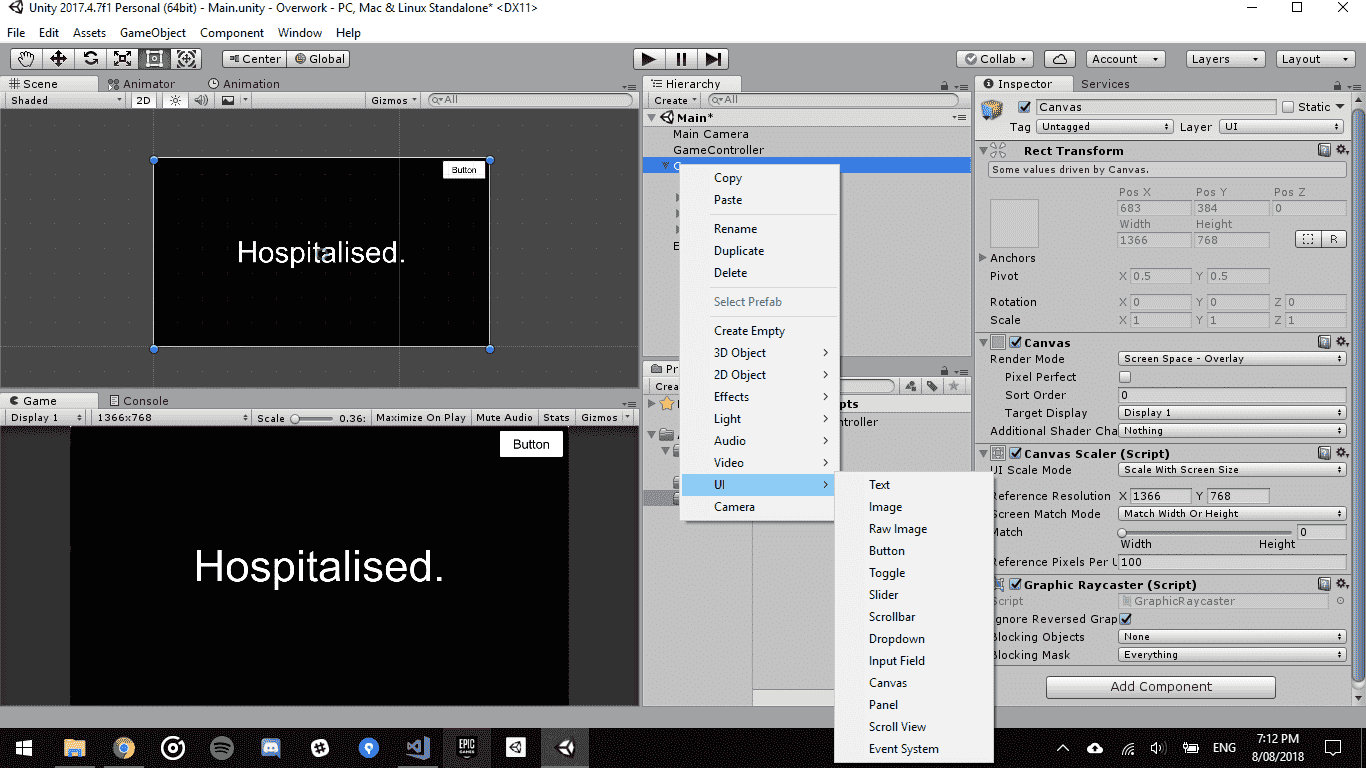 Unity 2017.4.7f1 Personal (64bit) - Main.unity - Overwork - PC, Mac & Linux Standalone* <DX11>
File Edit Assets GameObject Component Window Help
Center Global Collab Account Layers Layout
Scene Animator Animation
Shaded 2D Gizmos All
Button
Hospitalised.
Game Console
Display 1 1366x768 Scale 0.36: Maximize On Play Mute Audio Stats Gizmos
Button
Hospitalised.
Hierarchy
Create All
Main*
Main Camera
GameController
Copy
Paste
Rename
Duplicate
Delete
Select Prefab
Create Empty
3D Object
2D Object
Effects
Light
Audio
Video
UI
Camera
Text
Image
Raw Image
Button
Toggle
Slider
Scrollbar
Dropdown
Input Field
Canvas
Panel
Scroll View
Event System
Inspector Services
Canvas Static
Tag Untagged Layer UI
Rect Transform
Some values driven by Canvas.
Pos X Pos Y Pos Z
683 384 0
Width Height
1366 768
R
Anchors
Pivot X 0.5 Y 0.5
Rotation X 0 Y 0 Z 0
Scale X 1 Y 1 Z 1
Canvas
Render Mode Screen Space - Overlay
Pixel Perfect
Sort Order 0
Target Display Display 1
Additional Shader Cha Nothing
Canvas Scaler (Script)
UI Scale Mode Scale With Screen Size
Reference Resolution X 1366 Y 768
Screen Match Mode Match Width Or Height
Match 0
Width Height
Reference Pixels Per U 100
Graphic Raycaster (Script)
Script GraphicRaycaster
Ignore Reversed Grap
Blocking Objects None
Blocking Mask Everything
Add Component
EPIC GAMES
ENG
7:12 PM
8/08/2018